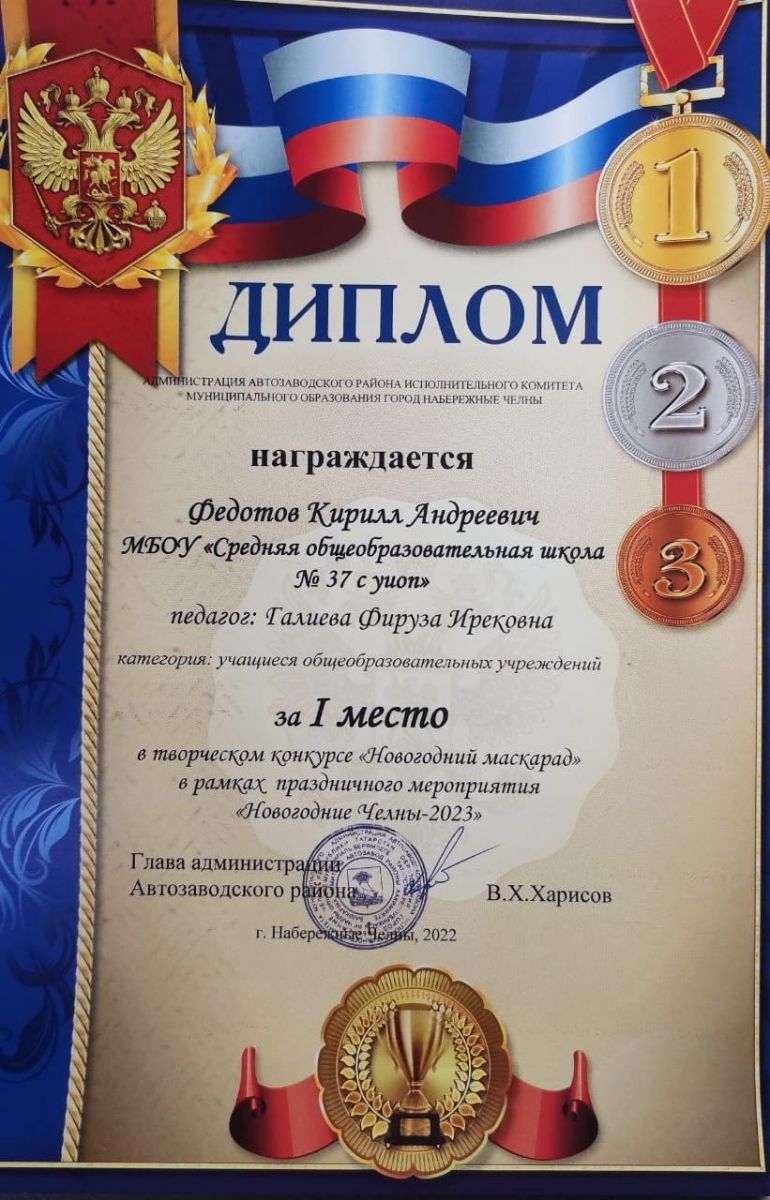 ДИПЛОМ
АДМИНИСТРАЦИЯ АВТОЗАВОДСКОГО РАЙОНА ИСПОЛНИТЕЛЬНОГО КОМИТЕТА
МУНИЦИПАЛЬНОГО ОБРАЗОВАНИЯ ГОРОД НАБЕРЕЖНЫЕ ЧЕЛНЫ
награждается
Федотов Кирилл Андреевич
МБОУ «Средняя общеобразовательная школа
№ 37 с уиоп»
педагог: Галиева Фируза Ирековна
категория: учащиеся общеобразовательных учреждений
за I место
в творческом конкурсе «Новогодний маскарад»
в рамках праздничного мероприятия
«Новогодние Челны-2023»
Глава администрации
Автозаводского района
В.Х.Харисов
г. Набережные Челны, 2022
1
2
3